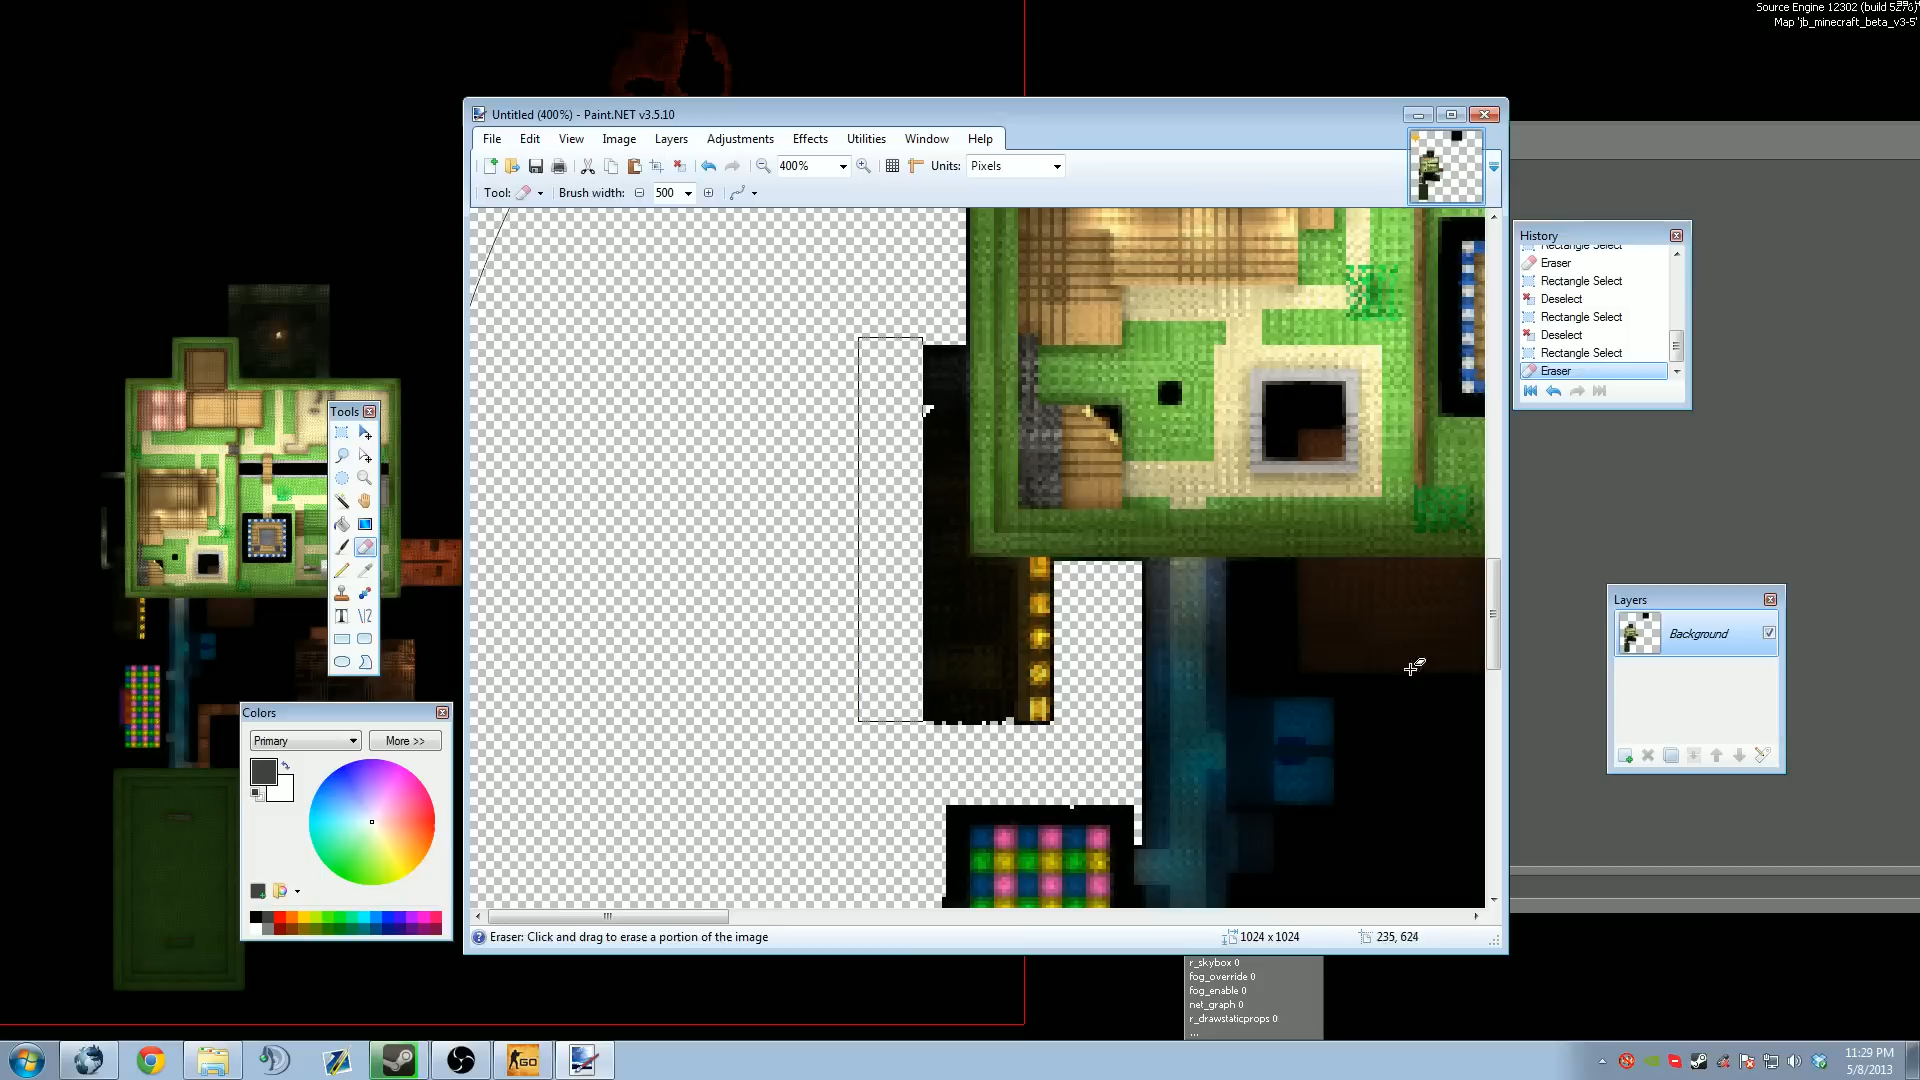 Source Engine 12302 (build
Map 'jb_minecraft_beta_v3-5'
Untitled (400%) - Paint.NET v3.5.10
File Edit View Image Layers Adjustments Effects Utilities Window Help
400% Units: Pixels
Tool: Brush width: 500
History
Rectangle Select
Eraser
Rectangle Select
Deselect
Rectangle Select
Deselect
Rectangle Select
Eraser
Tools
Layers
Background
Colors
Primary More >>
Eraser: Click and drag to erase a portion of the image 1024 x 1024 235, 624
r_skybox 0
fog_override 0
fog_enable 0
net_graph 0
r_drawstaticprops 0
...
GO
11:29 PM
5/8/2013